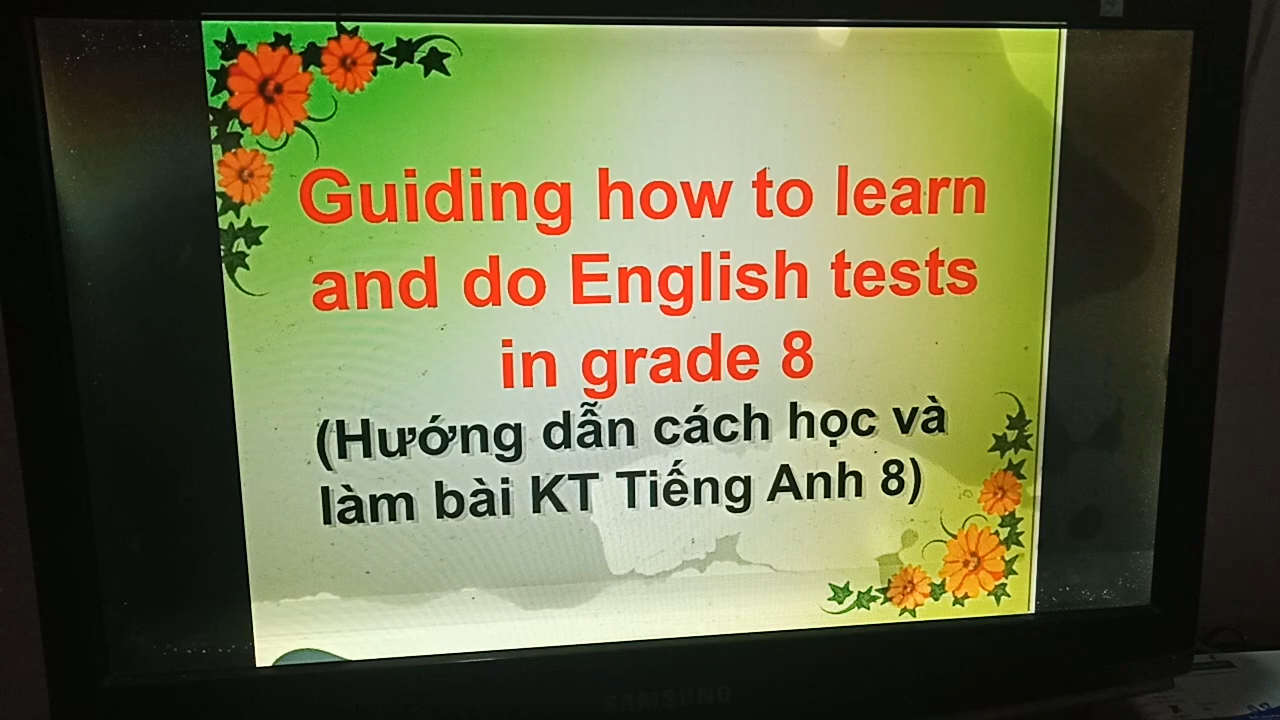 Guiding how to learn
and do English tests
in grade 8
(Hướng dẫn cách học và
làm bài KT Tiếng Anh 8)
SAMSUNG